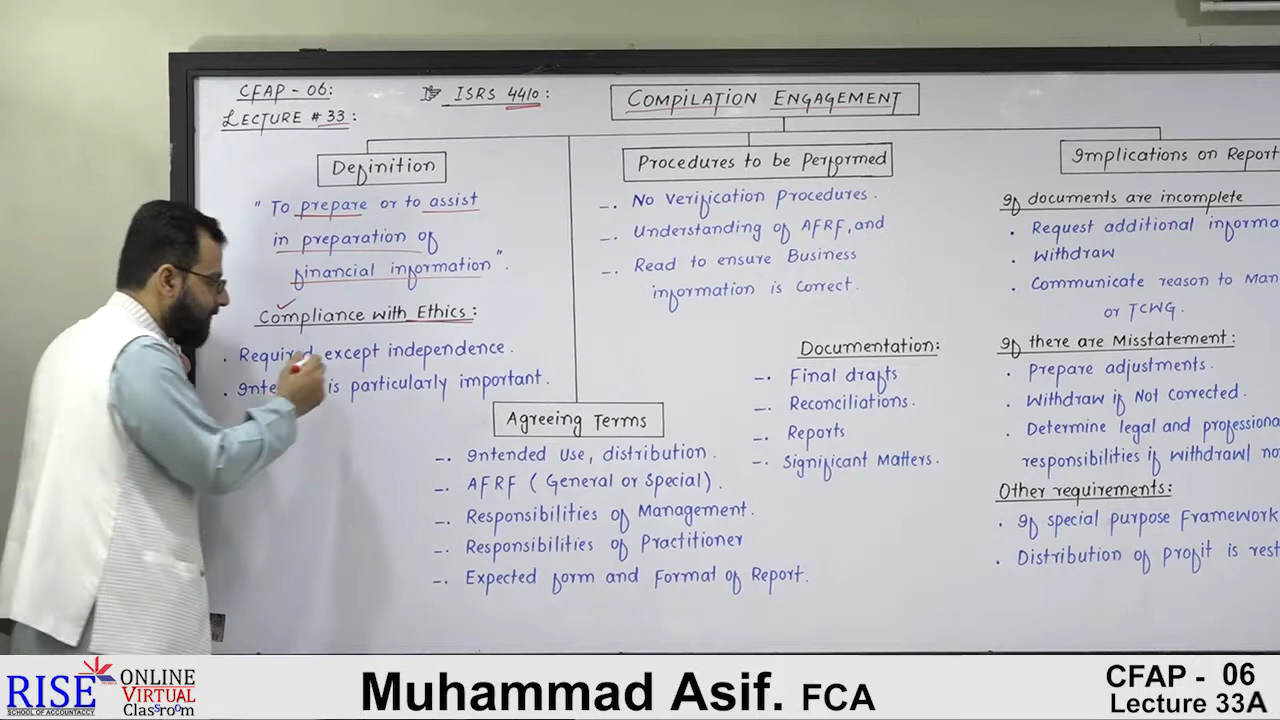 CFAP - 06:
LECTURE # 33 :
ISRS 4410 :
COMPILATION ENGAGEMENT
Definition
" To prepare or to assist
in preparation of
financial information ".
Compliance with Ethics :
. Required except independence .
. is particularly important .
Procedures to be Performed
-. No Verification procedures .
-. Understanding of AFRF, and
-. Read to ensure Business
information is correct .
Agreeing Terms
-. Intended Use, distribution .
-. AFRF ( General or Special ) .
-. Responsibilities of Management .
-. Responsibilities of Practitioner
-. Expected form and Format of Report .
Documentation :
-. Final drafts
-. Reconciliations .
-. Reports
-. Significant Matters .
Implications on Report
If documents are incomplete
. Request additional
. Withdraw
. Communicate reason to
or TCWG .
If there are Misstatement :
. Prepare adjustments .
. Withdraw if Not corrected .
. Determine legal and
responsibilities if withdrawl
Other requirements :
. If special purpose Framework
. Distribution of profit is
RISE
SCHOOL OF ACCOUNTANCY
ONLINE
VIRTUAL
Classroom
Muhammad Asif. FCA
CFAP - 06
Lecture 33A